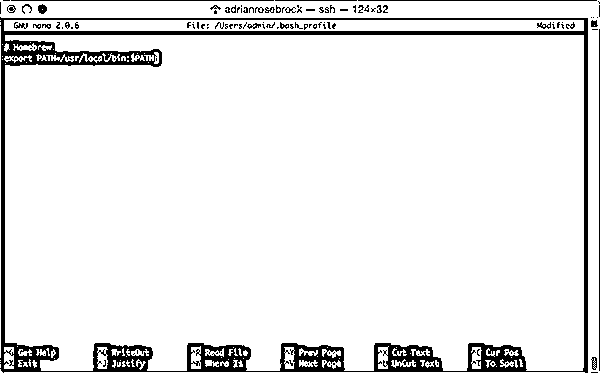 adrianrosebrock — ssh — 124×32
GNU nano 2.0.6 File: /Users/admin/.bash_profile Modified
# Homebrew
export PATH=/usr/local/bin:$PATH
^G Get Help ^O WriteOut ^R Read File ^Y Prev Page ^K Cut Text ^C Cur Pos
^X Exit ^J Justify ^W Where Is ^V Next Page ^U UnCut Text ^T To Spell